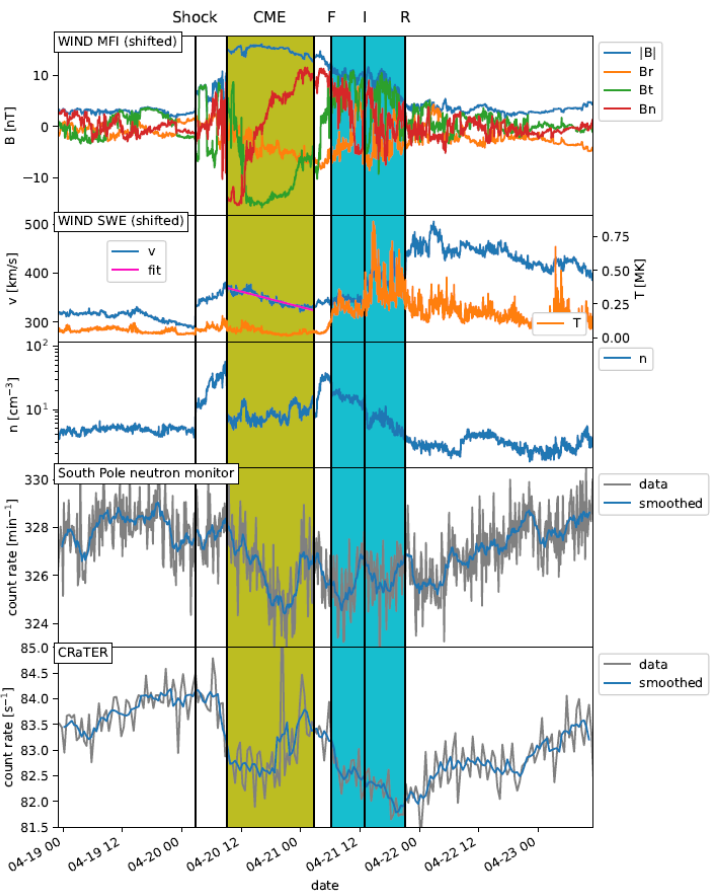 Shock CME F I R
WIND MFI (shifted)
10
0
−10
B [nT]
|B|
Br
Bt
Bn
WIND SWE (shifted)
500
400
300
v [km/s]
v
fit
0.75
0.50
0.25
0.00
T [MK]
T
10²
10¹
n [cm⁻³]
n
South Pole neutron monitor
330
328
326
324
count rate [min⁻¹]
data
smoothed
CRaTER
85.0
84.5
84.0
83.5
83.0
82.5
82.0
81.5
count rate [s⁻¹]
data
smoothed
04-19 00
04-19 12
04-20 00
04-20 12
04-21 00
04-21 12
04-22 00
04-22 12
04-23 00
date